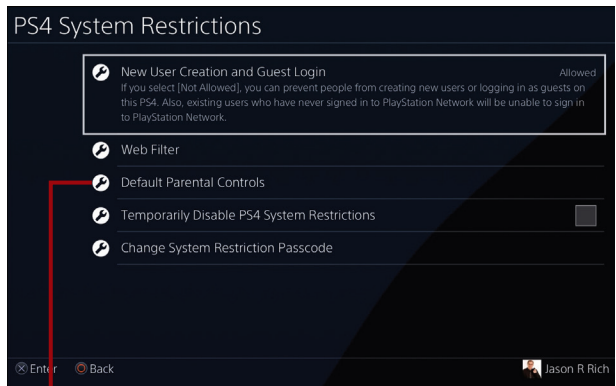 PS4 System Restrictions
New User Creation and Guest Login
Allowed
If you select [Not Allowed], you can prevent people from creating new users or logging in as guests on
this PS4. Also, existing users who have never signed in to PlayStation Network will be unable to sign in
to PlayStation Network.
Web Filter
Default Parental Controls
Temporarily Disable PS4 System Restrictions
Change System Restriction Passcode
Enter
Back
Jason R Rich